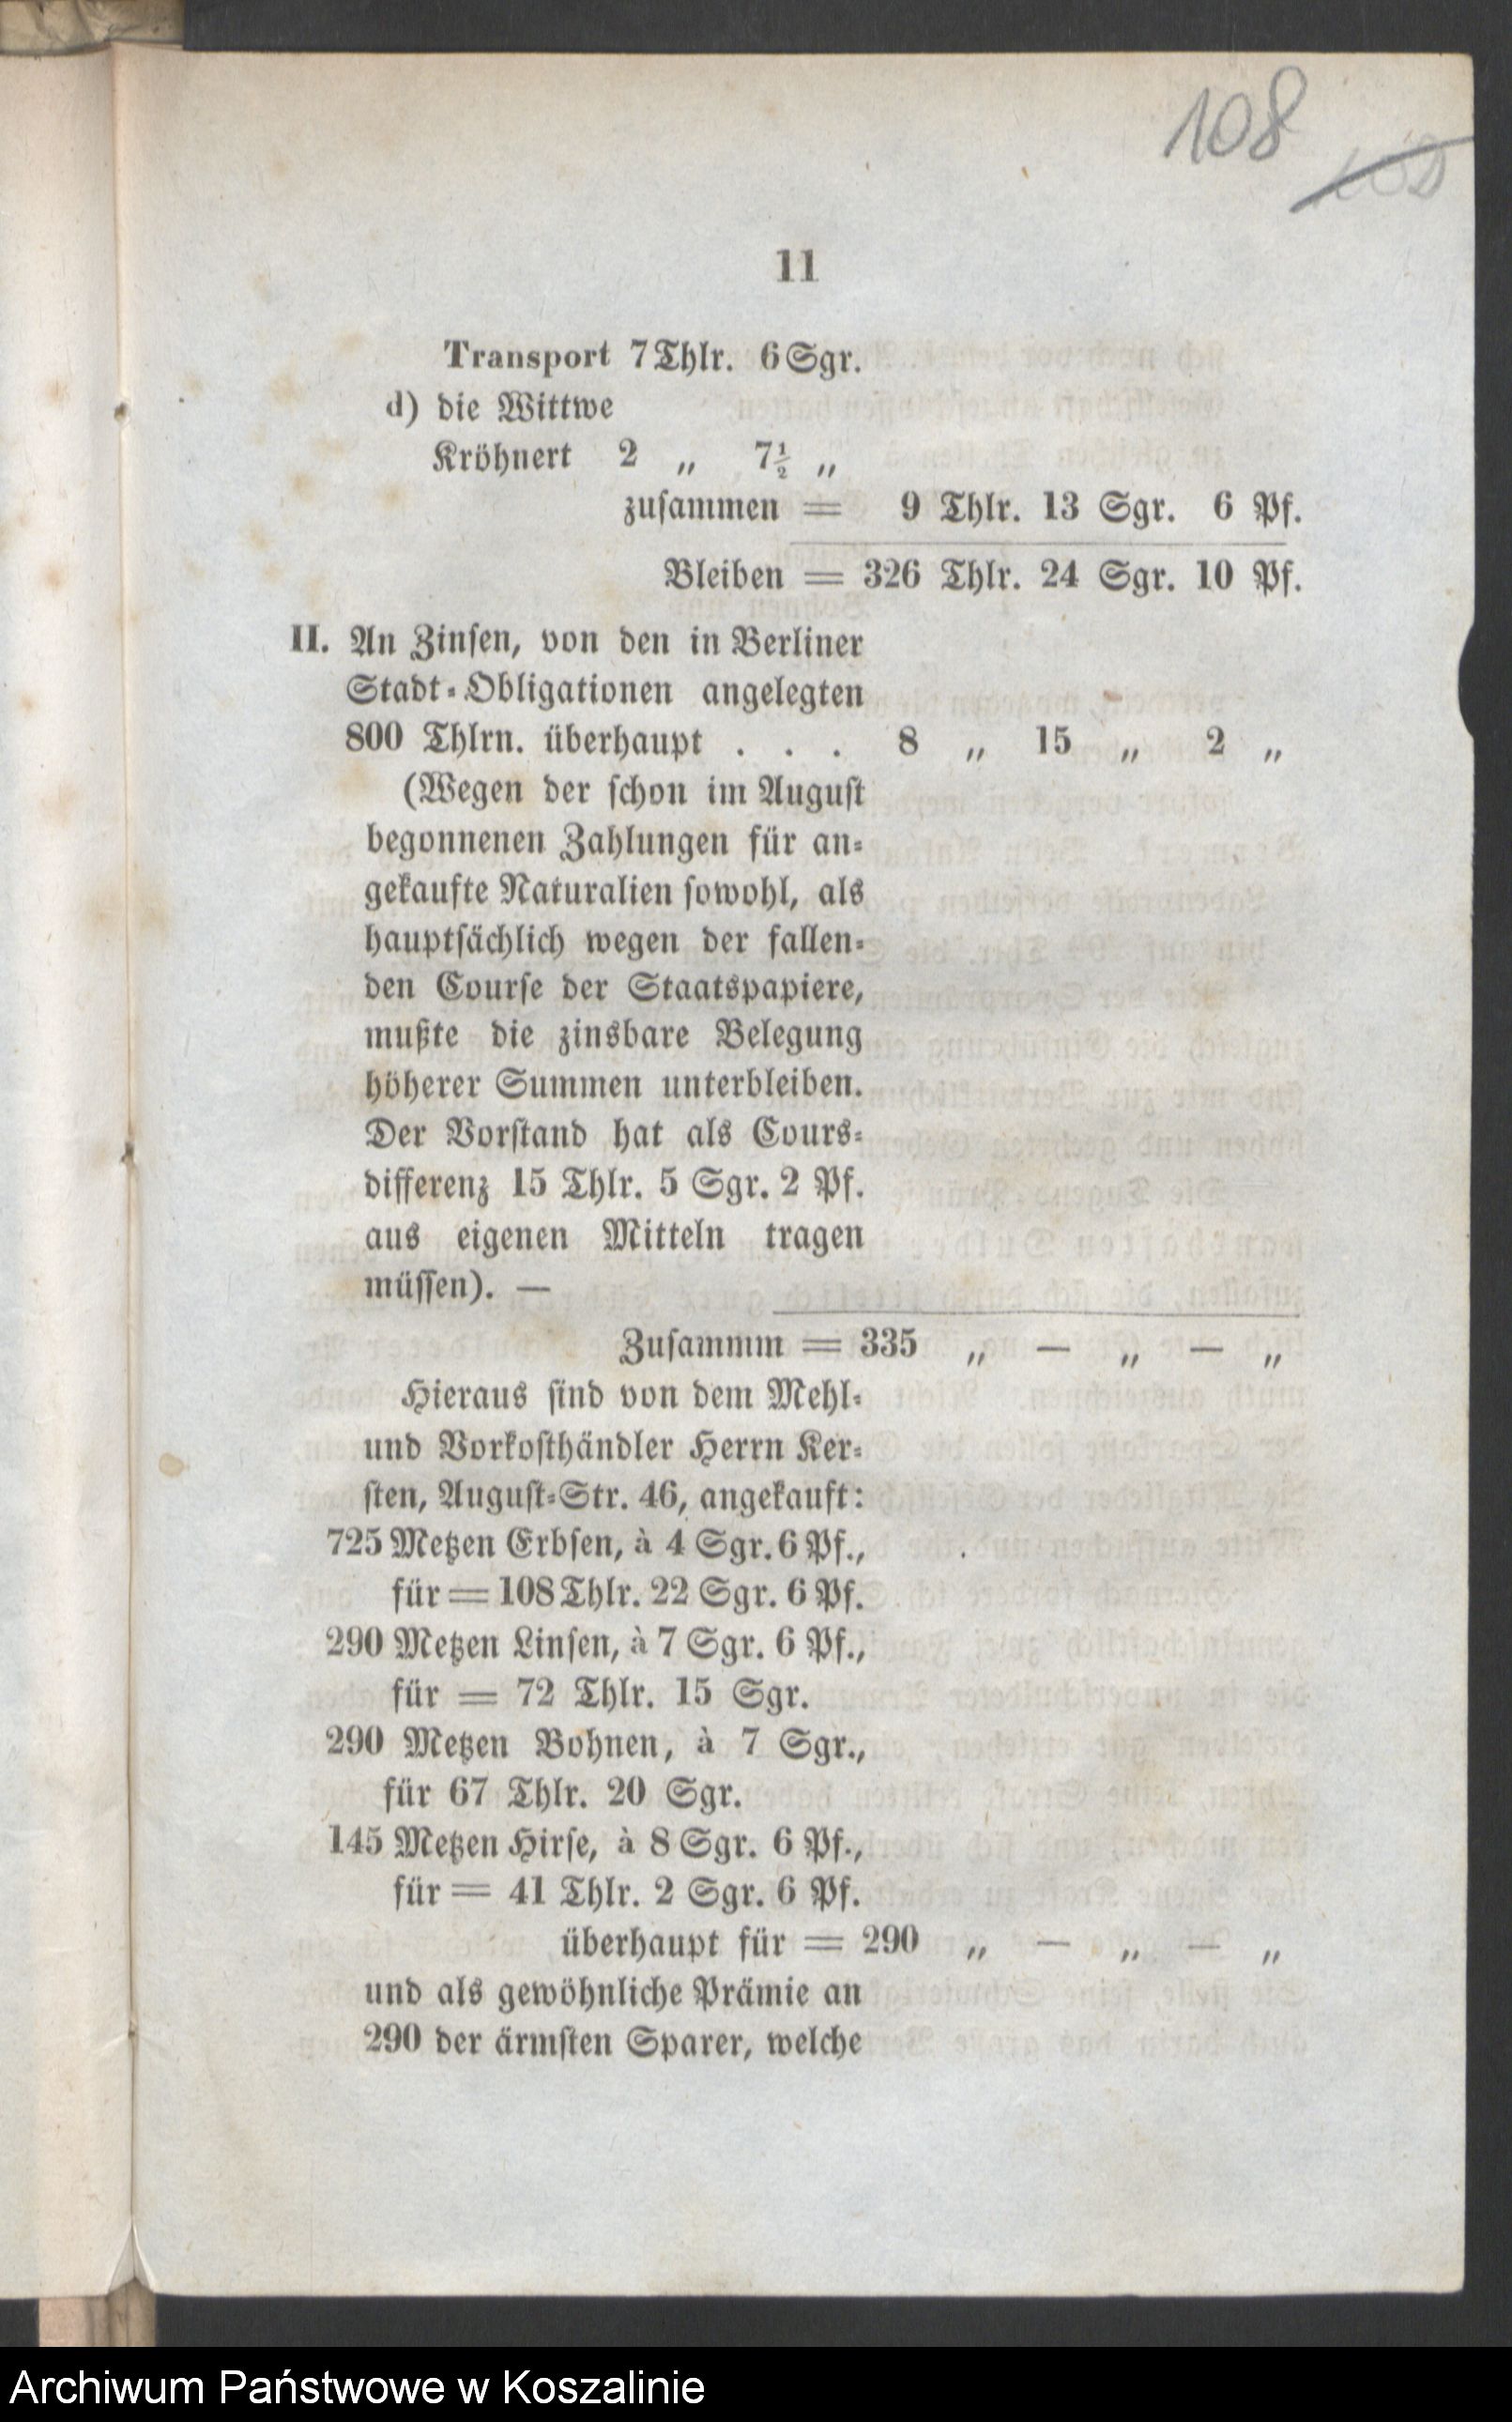 108
11
Transport 7 Thlr. 6 Sgr.
d) die Wittwe
Kröhnert 2 „ 7½ „
zuſammen = 9 Thlr. 13 Sgr. 6 Pf.
Bleiben = 326 Thlr. 24 Sgr. 10 Pf.
II. An Zinſen, von den in Berliner
Stadt-Obligationen angelegten
800 Thlrn. überhaupt . . . 8 „ 15 „ 2 „
(Wegen der ſchon im Auguſt
begonnenen Zahlungen für an-
gekaufte Naturalien ſowohl, als
hauptſächlich wegen der fallen-
den Courſe der Staatspapiere,
mußte die zinsbare Belegung
höherer Summen unterbleiben.
Der Vorſtand hat als Cours-
differenz 15 Thlr. 5 Sgr. 2 Pf.
aus eigenen Mitteln tragen
müſſen). —
Zuſammm = 335 „ — „ — „
Hieraus ſind von dem Mehl-
und Vorkoſthändler Herrn Ker-
ſten, Auguſt-Str. 46, angekauft:
725 Metzen Erbſen, à 4 Sgr. 6 Pf.,
für = 108 Thlr. 22 Sgr. 6 Pf.
290 Metzen Linſen, à 7 Sgr. 6 Pf.,
für = 72 Thlr. 15 Sgr.
290 Metzen Bohnen, à 7 Sgr.,
für 67 Thlr. 20 Sgr.
145 Metzen Hirſe, à 8 Sgr. 6 Pf.,
für = 41 Thlr. 2 Sgr. 6 Pf.
überhaupt für = 290 „ — „ — „
und als gewöhnliche Prämie an
290 der ärmſten Sparer, welche
Archiwum Państwowe w Koszalinie